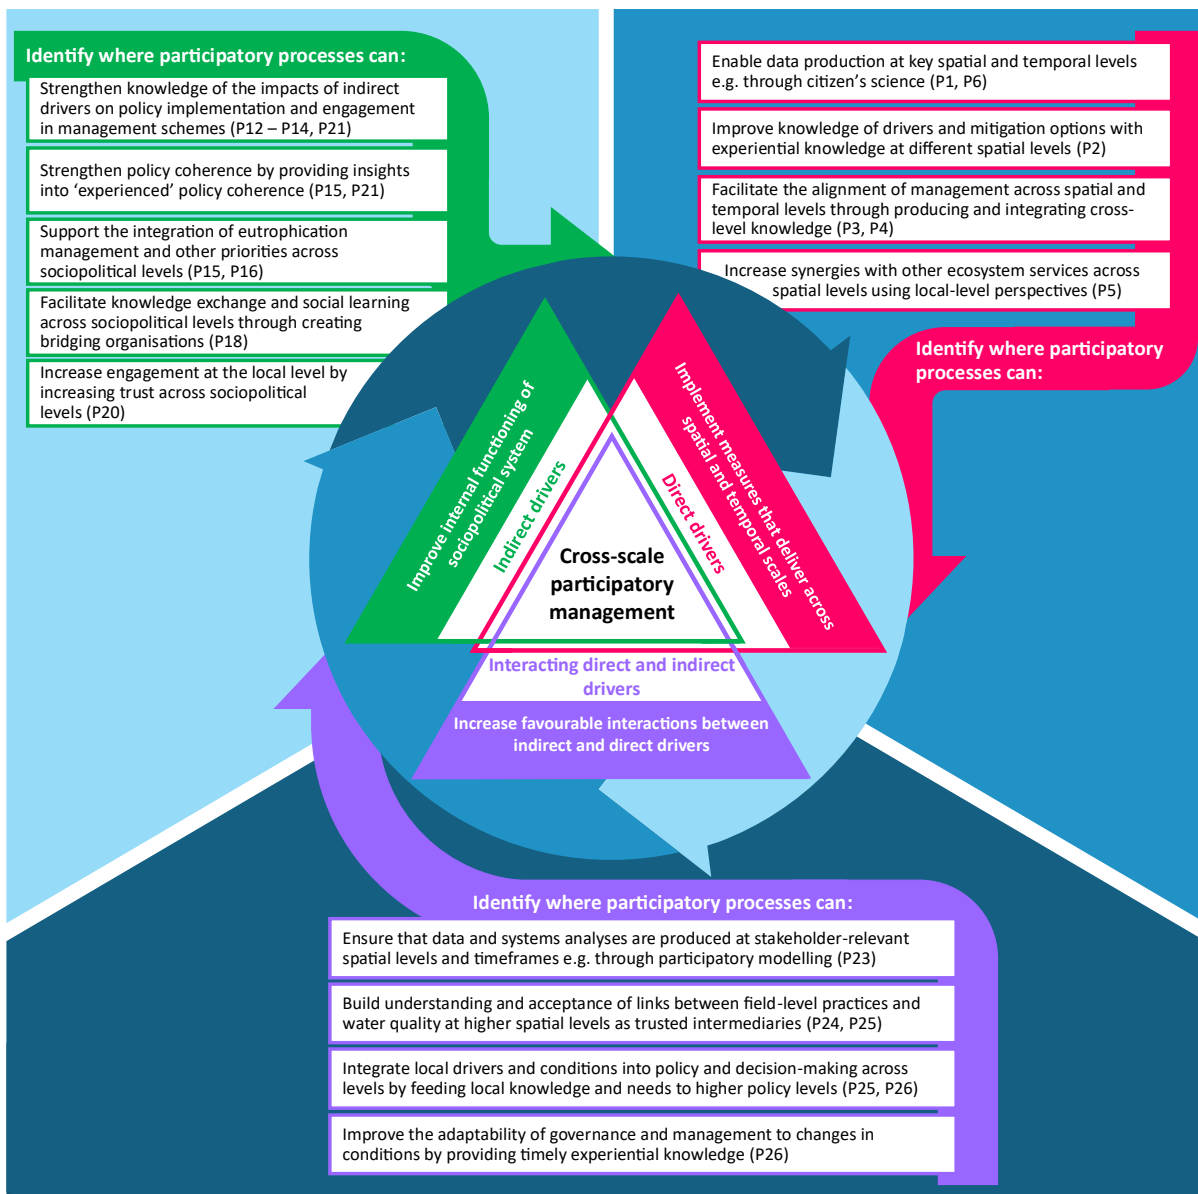 Identify where participatory processes can:
Strengthen knowledge of the impacts of indirect
drivers on policy implementation and engagement
in management schemes (P12 – P14, P21)
Strengthen policy coherence by providing insights
into ‘experienced’ policy coherence (P15, P21)
Support the integration of eutrophication
management and other priorities across
sociopolitical levels (P15, P16)
Facilitate knowledge exchange and social learning
across sociopolitical levels through creating
bridging organisations (P18)
Increase engagement at the local level by
increasing trust across sociopolitical
levels (P20)
Enable data production at key spatial and temporal levels
e.g. through citizen’s science (P1, P6)
Improve knowledge of drivers and mitigation options with
experiential knowledge at different spatial levels (P2)
Facilitate the alignment of management across spatial and
temporal levels through producing and integrating cross-
level knowledge (P3, P4)
Increase synergies with other ecosystem services across
spatial levels using local-level perspectives (P5)
Identify where participatory
processes can:
Improve internal functioning of
sociopolitical system
Indirect drivers
Implement measures that deliver across
spatial and temporal scales
Direct drivers
Cross-scale
participatory
management
Interacting direct and indirect
drivers
Increase favourable interactions between
indirect and direct drivers
Identify where participatory processes can:
Ensure that data and systems analyses are produced at stakeholder-relevant
spatial levels and timeframes e.g. through participatory modelling (P23)
Build understanding and acceptance of links between field-level practices and
water quality at higher spatial levels as trusted intermediaries (P24, P25)
Integrate local drivers and conditions into policy and decision-making across
levels by feeding local knowledge and needs to higher policy levels (P25, P26)
Improve the adaptability of governance and management to changes in
conditions by providing timely experiential knowledge (P26)